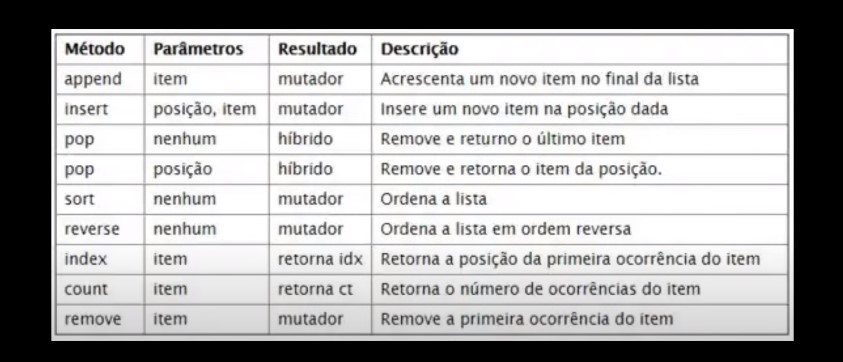 Método Parâmetros Resultado Descrição
append item mutador Acrescenta um novo item no final da lista
insert posição, item mutador Insere um novo item na posição dada
pop nenhum híbrido Remove e returno o último item
pop posição híbrido Remove e retorna o item da posição.
sort nenhum mutador Ordena a lista
reverse nenhum mutador Ordena a lista em ordem reversa
index item retorna idx Retorna a posição da primeira ocorrência do item
count item retorna ct Retorna o número de ocorrências do item
remove item mutador Remove a primeira ocorrência do item